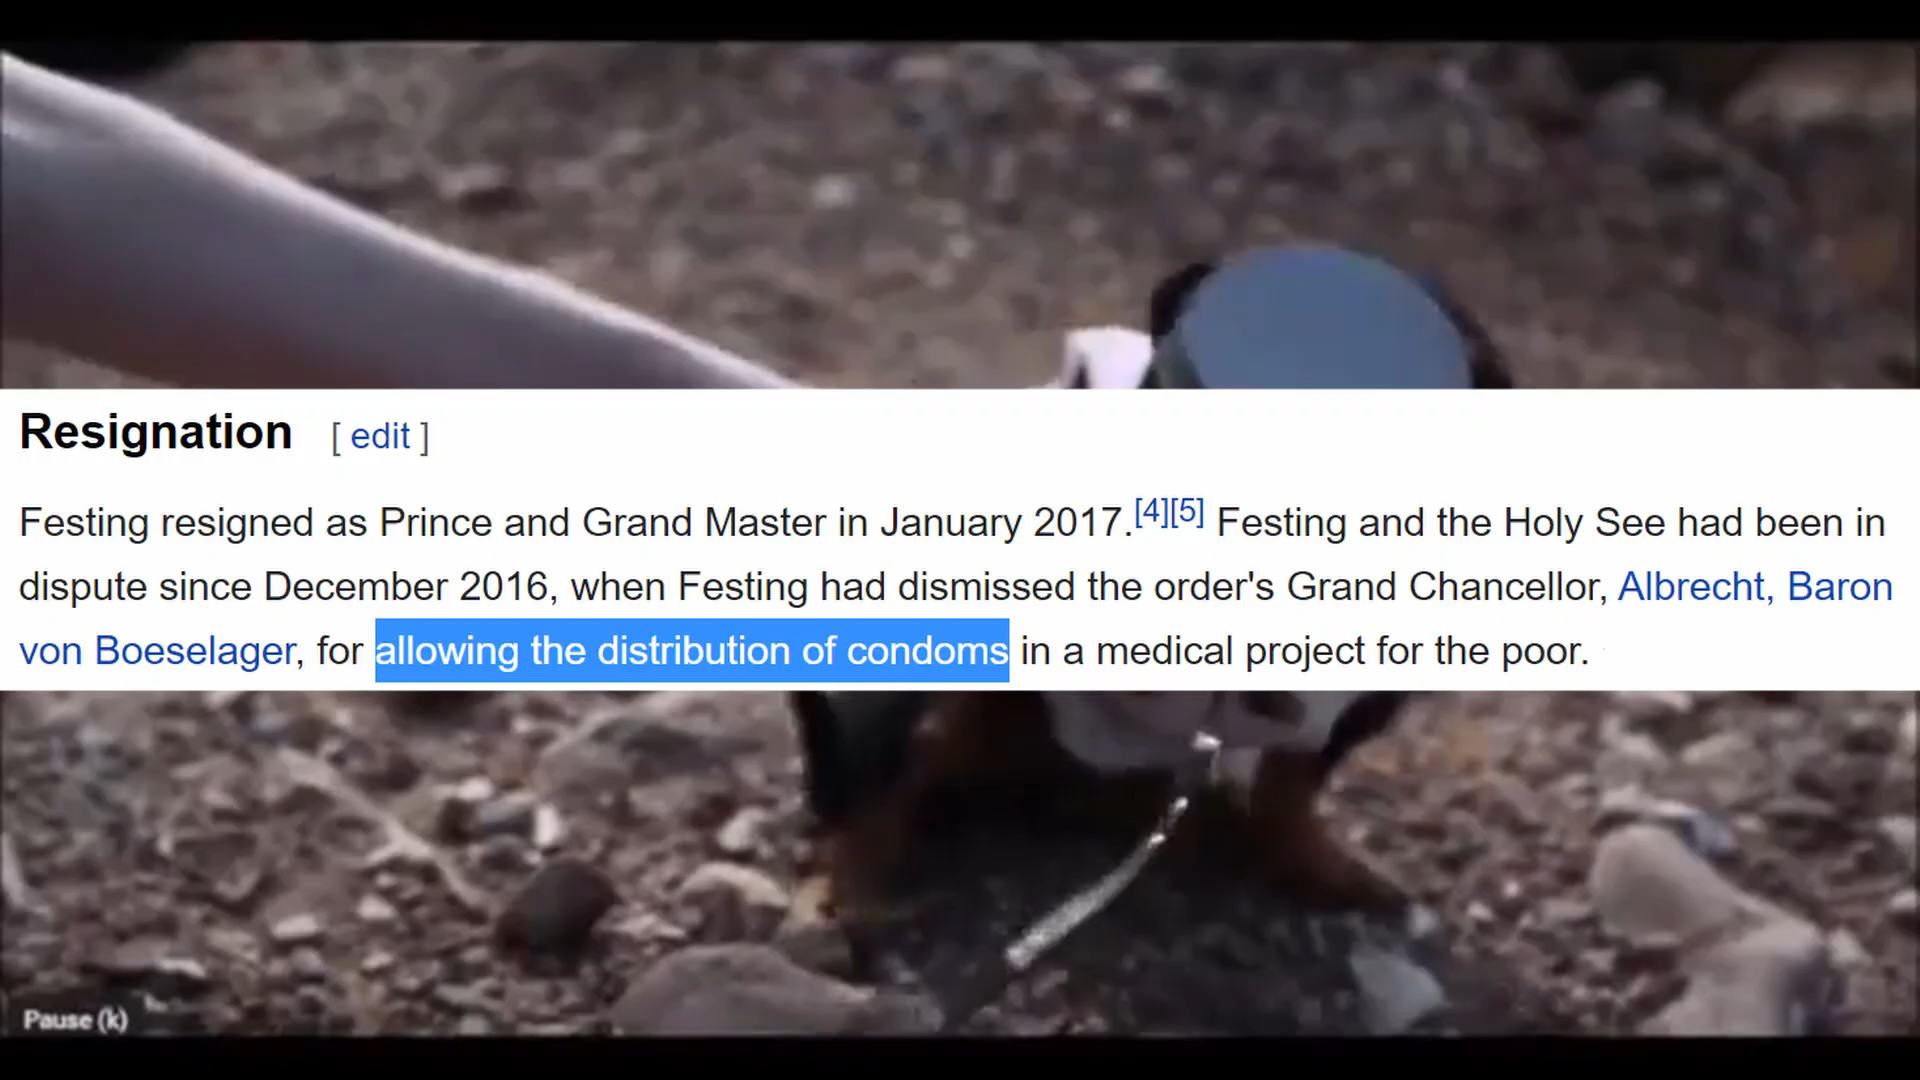 Resignation [ edit ]
Festing resigned as Prince and Grand Master in January 2017.[4][5] Festing and the Holy See had been in
dispute since December 2016, when Festing had dismissed the order's Grand Chancellor, Albrecht, Baron
von Boeselager, for allowing the distribution of condoms in a medical project for the poor.
Pause (k)